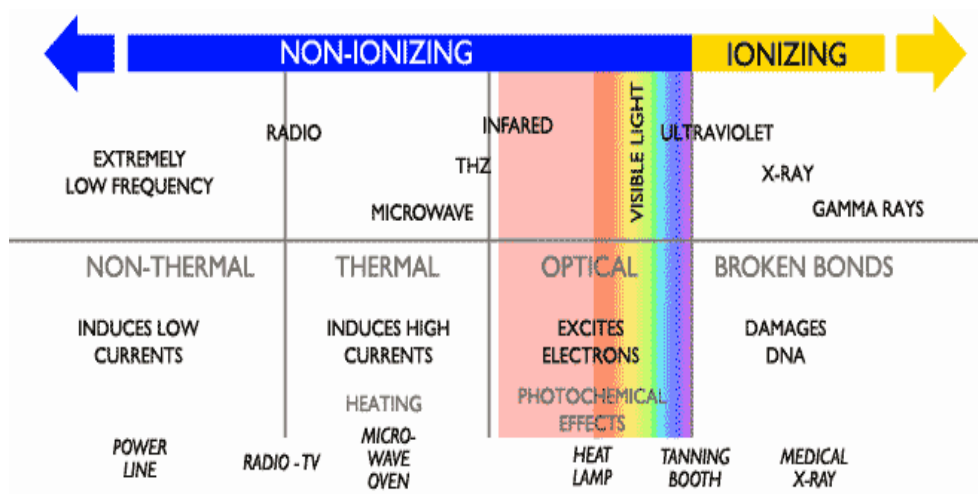 NON-IONIZING
IONIZING
RADIO
INFARED
VISIBLE LIGHT
ULTRAVIOLET
EXTREMELY
LOW FREQUENCY
THZ
X-RAY
MICROWAVE
GAMMA RAYS
NON-THERMAL
THERMAL
OPTICAL
BROKEN BONDS
INDUCES LOW
CURRENTS
INDUCES HIGH
CURRENTS
EXCITES
ELECTRONS
DAMAGES
DNA
HEATING
PHOTOCHEMICAL
EFFECTS
POWER
LINE
RADIO - TV
MICRO-
WAVE
OVEN
HEAT
LAMP
TANNING
BOOTH
MEDICAL
X-RAY